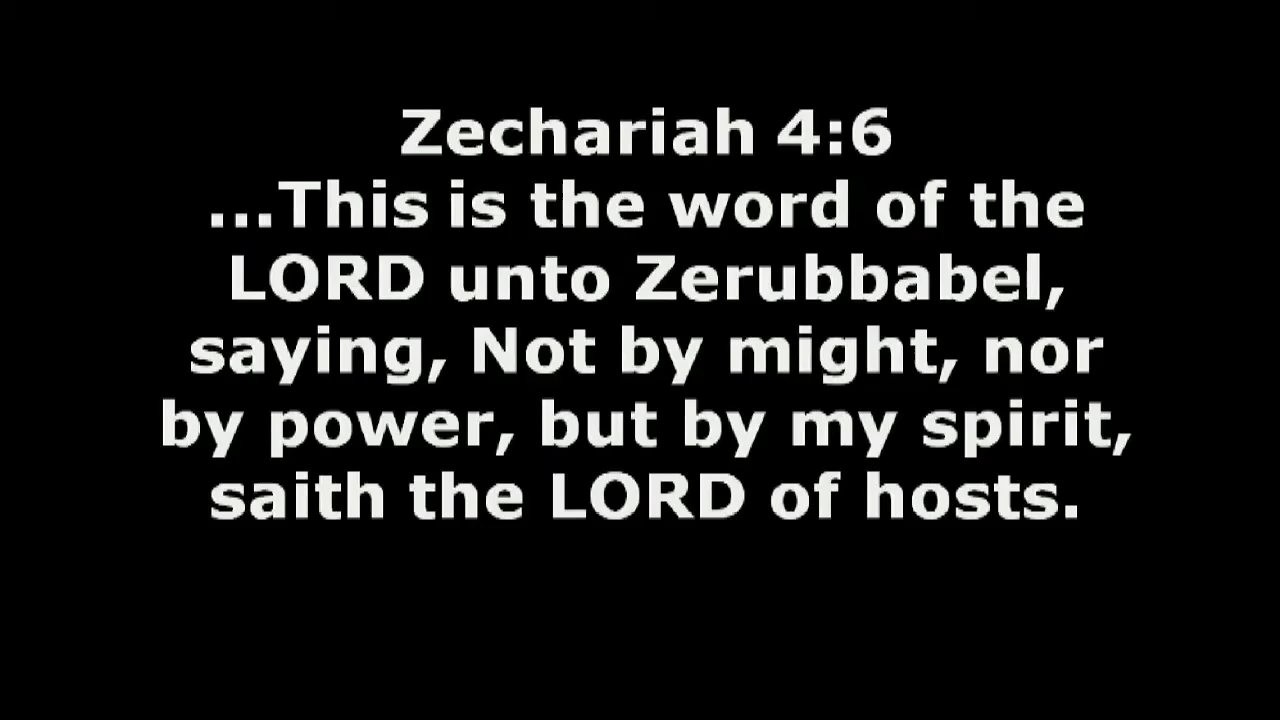 Zechariah 4:6
...This is the word of the
LORD unto Zerubbabel,
saying, Not by might, nor
by power, but by my spirit,
saith the LORD of hosts.